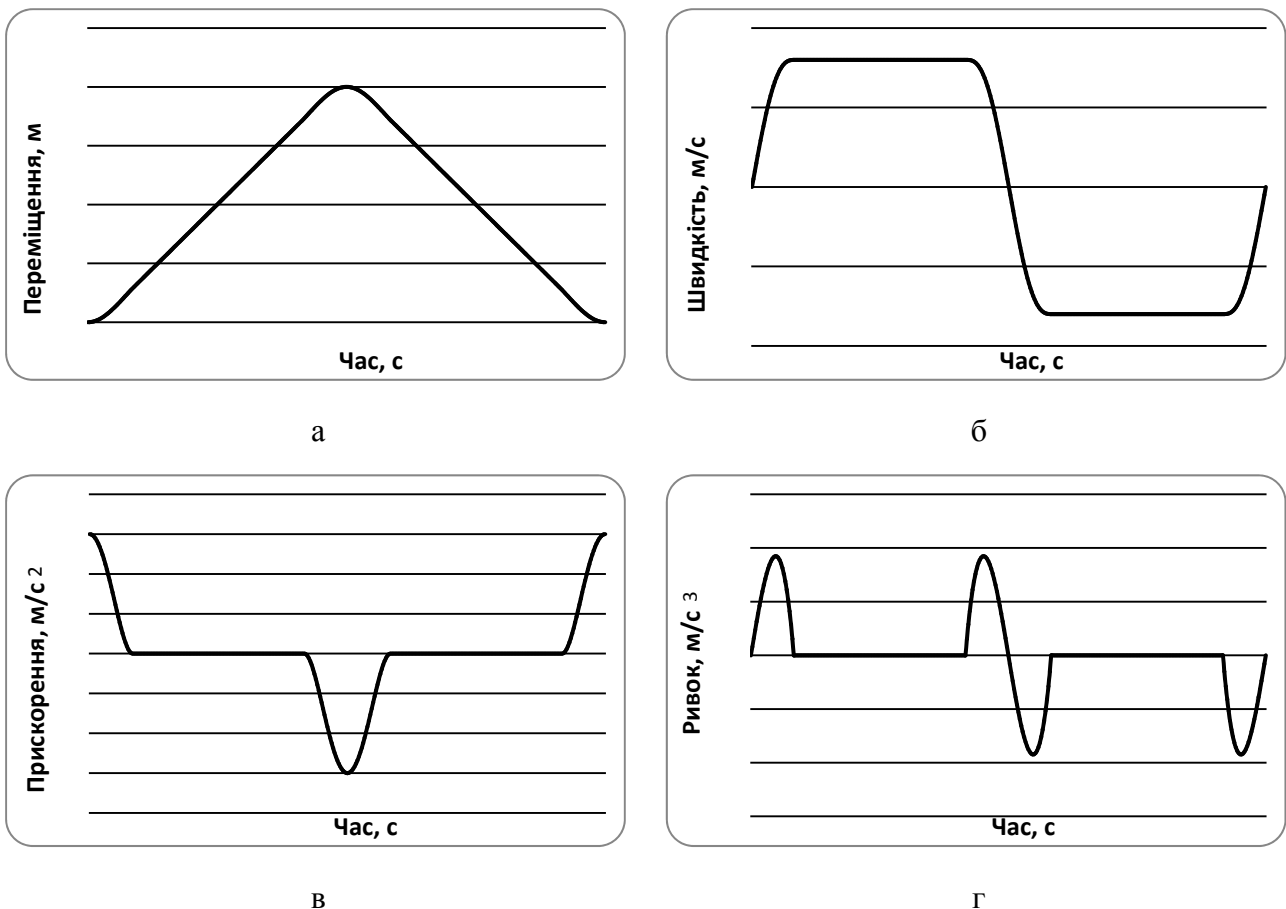 Переміщення, м
Час, с
Швидкість, м/с
Час, с
а
б
Прискорення, м/с 2
Час, с
Ривок, м/с 3
Час, с
в
г